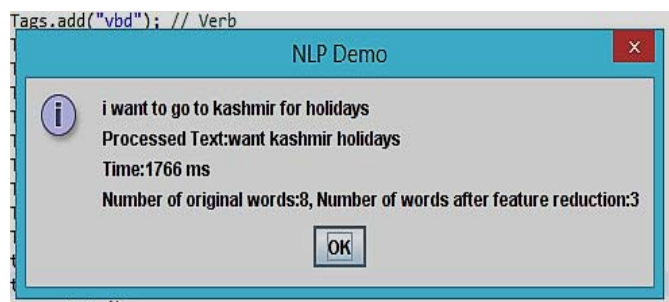 Tags.add("vbd"); // Verb
NLP Demo
i want to go to kashmir for holidays
Processed Text:want kashmir holidays
Time:1766 ms
Number of original words:8, Number of words after feature reduction:3
OK